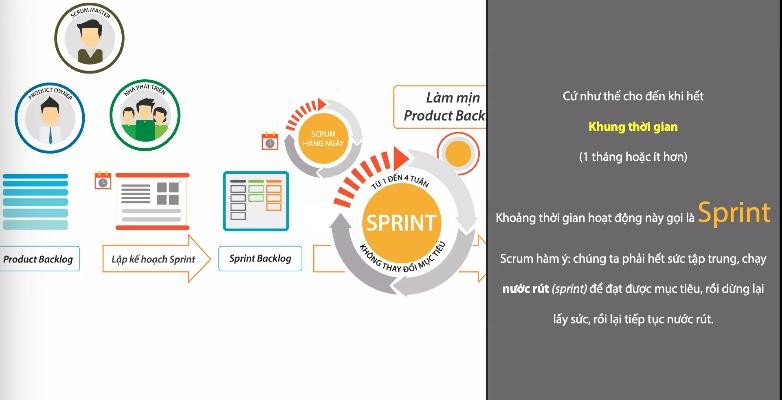 SCRUM MASTER
PRODUCT OWNER
NHÀ PHÁT TRIỂN
SCRUM
HÀNG NGÀY
Làm mịn
Product Back
TỪ 1 ĐẾN 4 TUẦN
SPRINT
KHÔNG THAY ĐỔI MỤC TIÊU
Product Backlog
Lập kế hoạch Sprint
Sprint Backlog
Cứ như thế cho đến khi hết
Khung thời gian
(1 tháng hoặc ít hơn)
Khoảng thời gian hoạt động này gọi là Sprint
Scrum hàm ý: chúng ta phải hết sức tập trung, chạy
nước rút (sprint) để đạt được mục tiêu, rồi dừng lại
lấy sức, rồi lại tiếp tục nước rút.